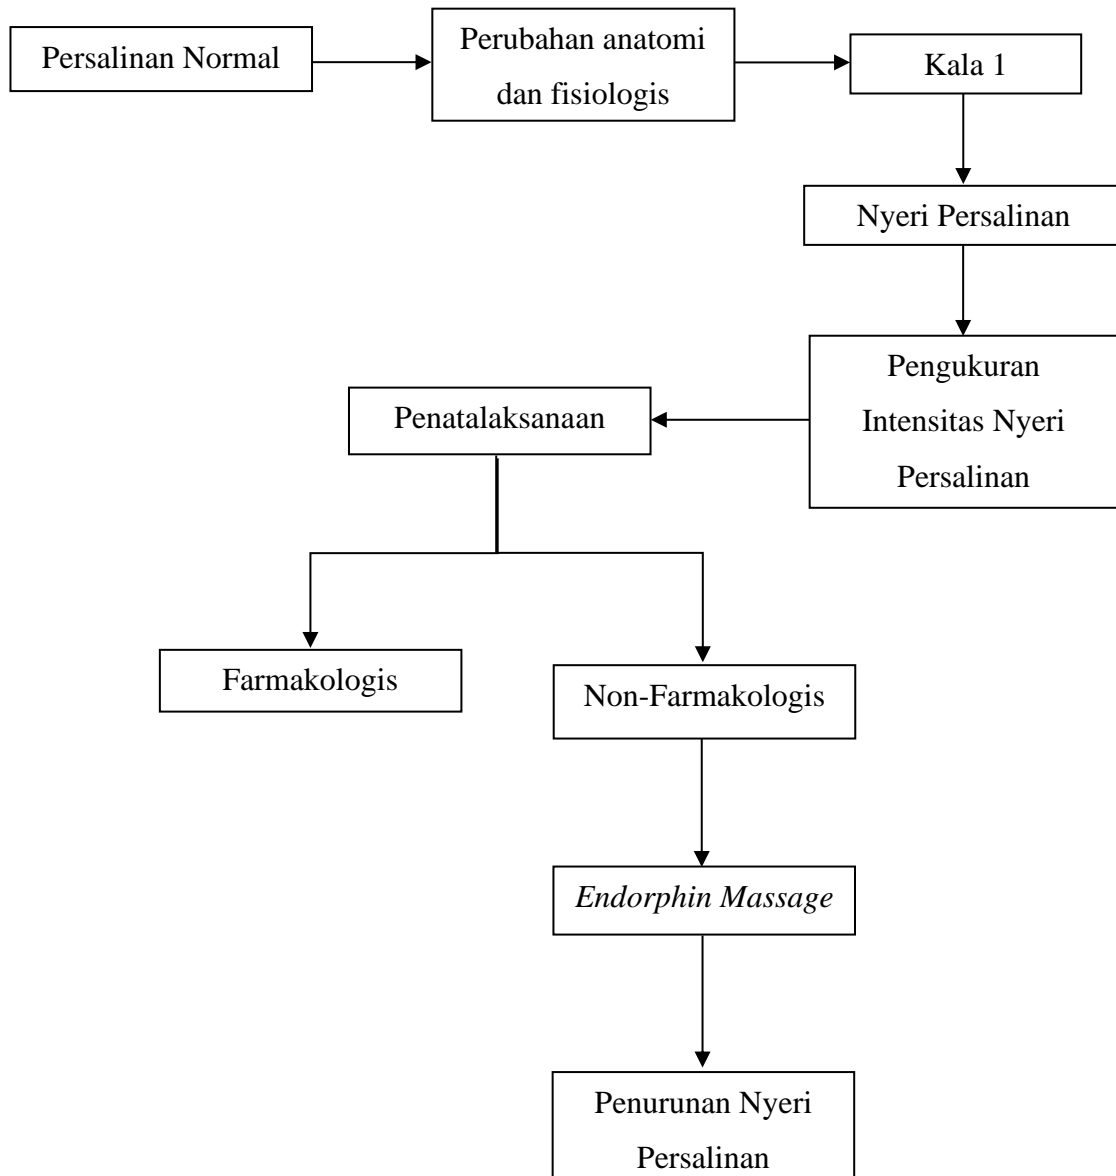 Persalinan Normal
Perubahan anatomi
dan fisiologis
Kala 1
Nyeri Persalinan
Pengukuran
Intensitas Nyeri
Persalinan
Penatalaksanaan
Farmakologis
Non-Farmakologis
Endorphin Massage
Penurunan Nyeri
Persalinan